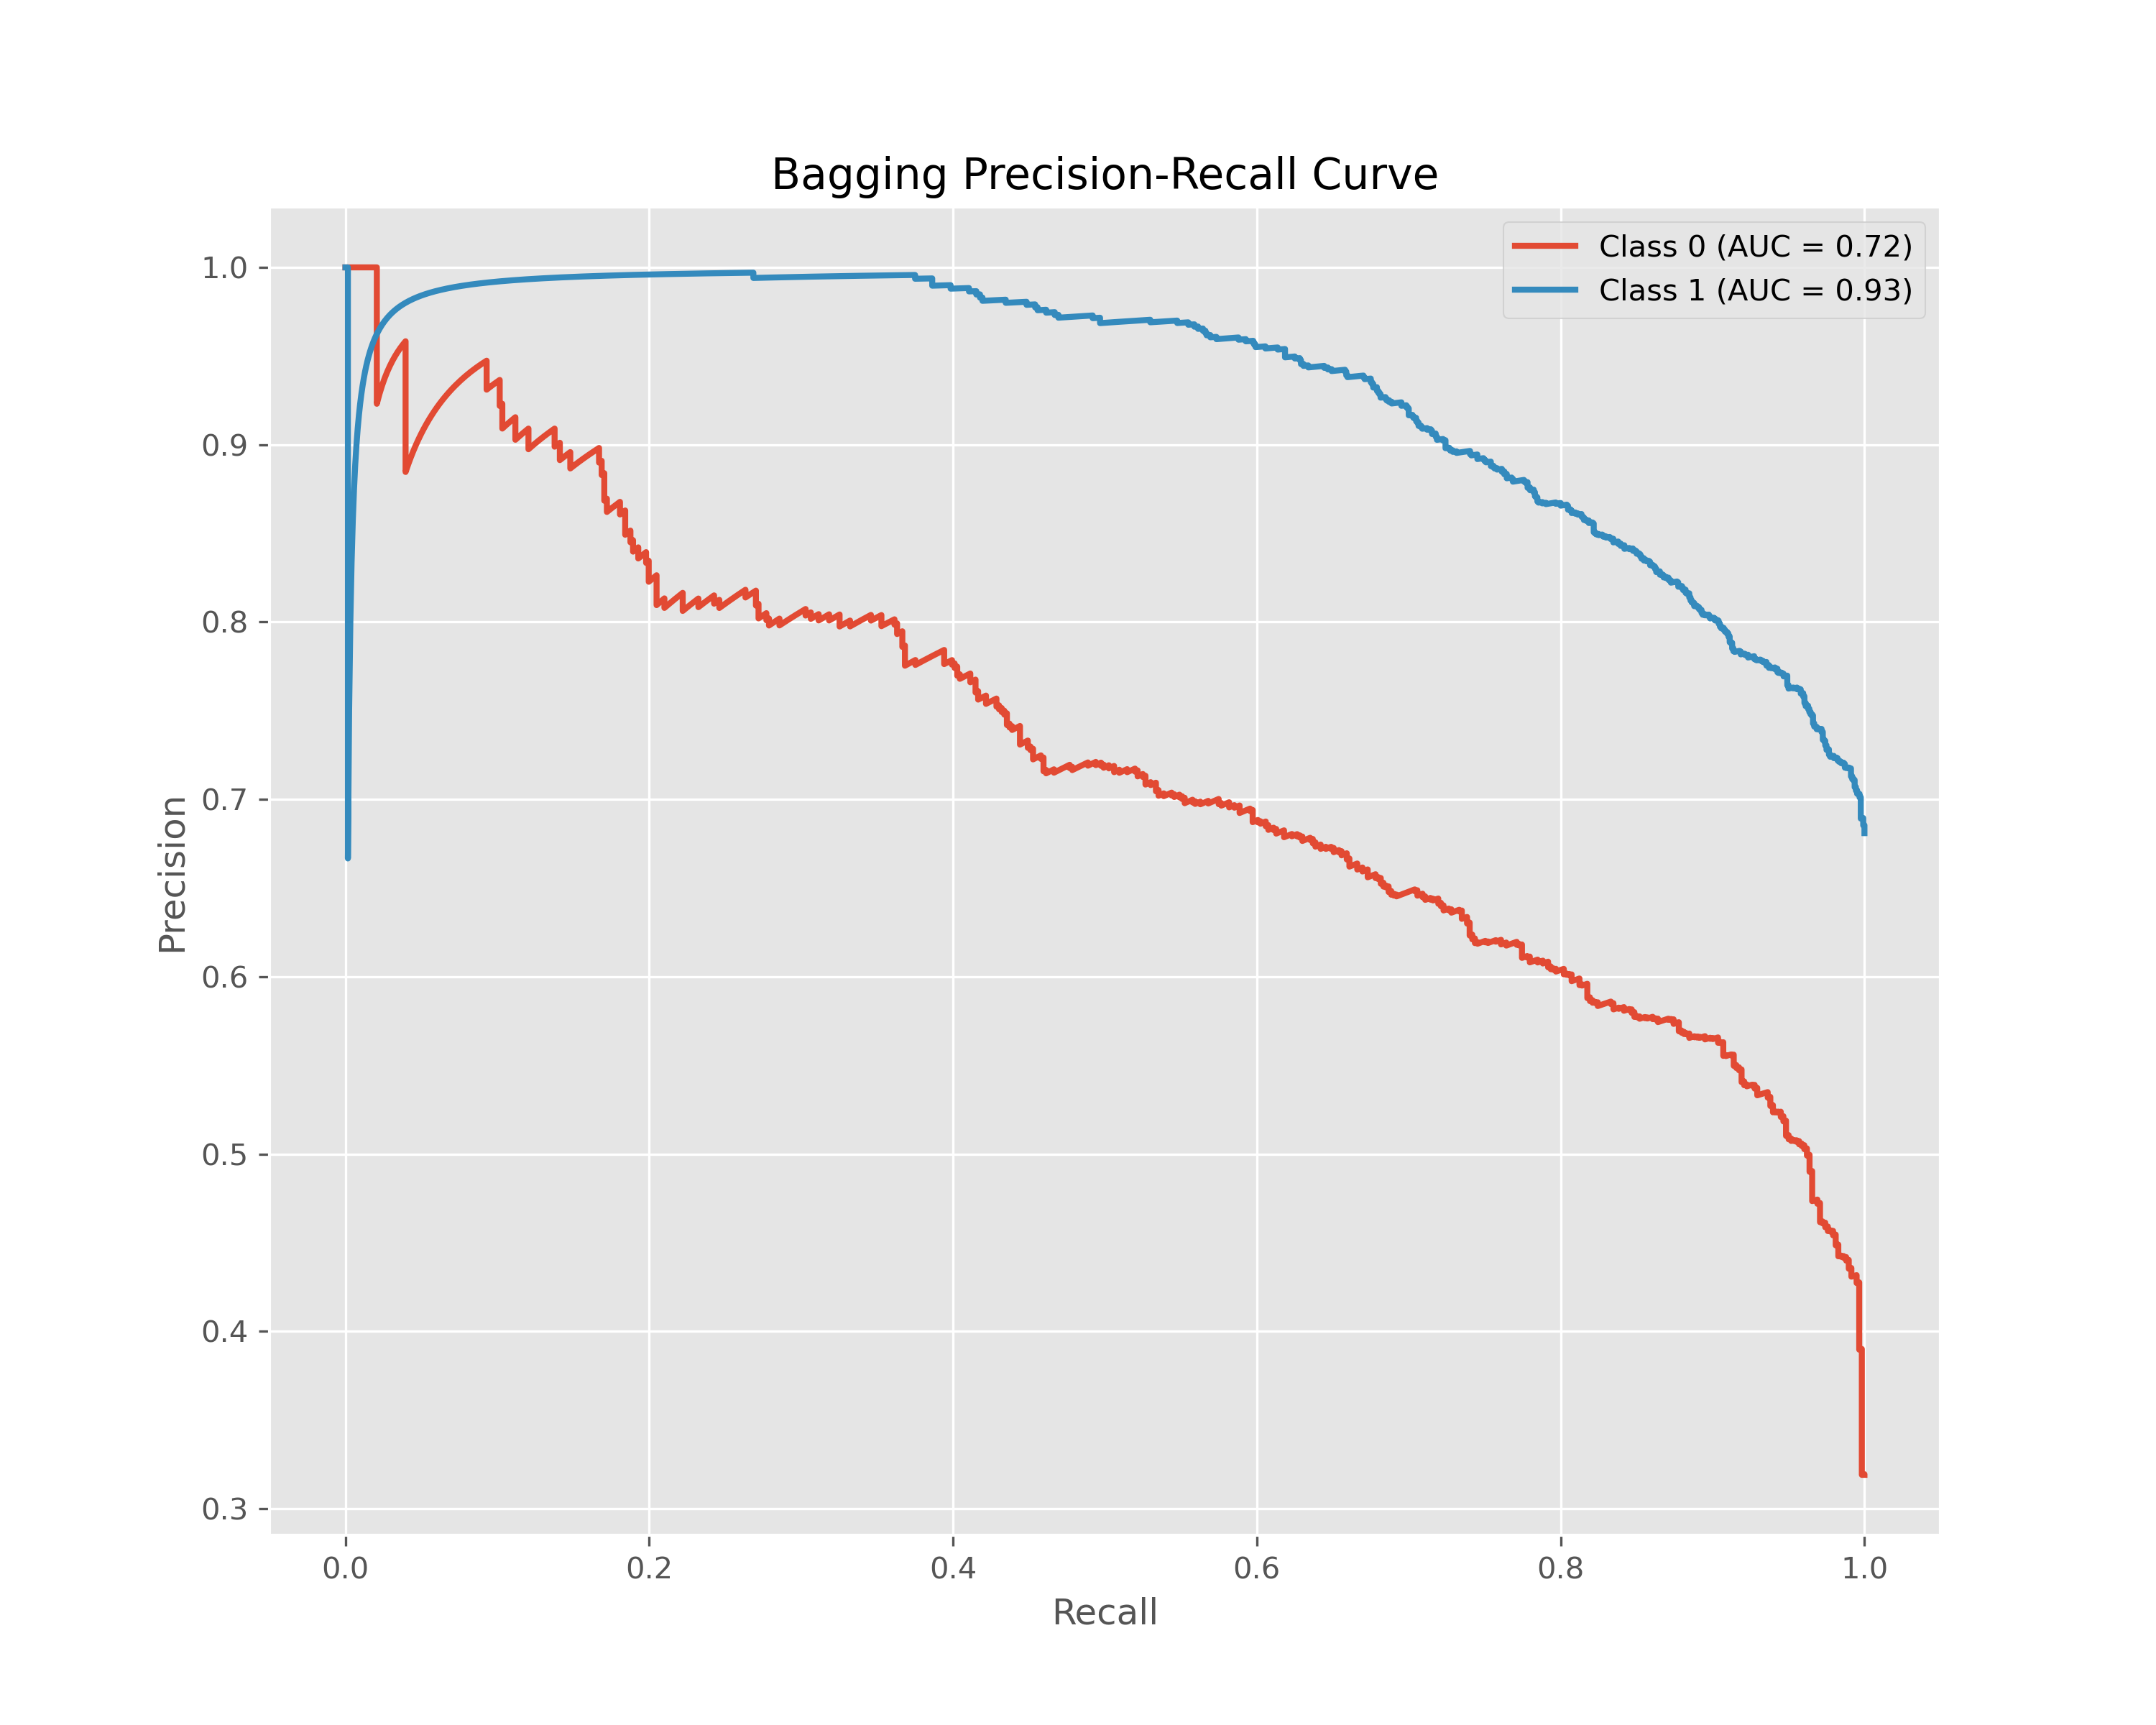 Bagging Precision-Recall Curve
Class 0 (AUC = 0.72)
Class 1 (AUC = 0.93)
Precision
1.0
0.9
0.8
0.7
0.6
0.5
0.4
0.3
0.0 0.2 0.4 0.6 0.8 1.0
Recall